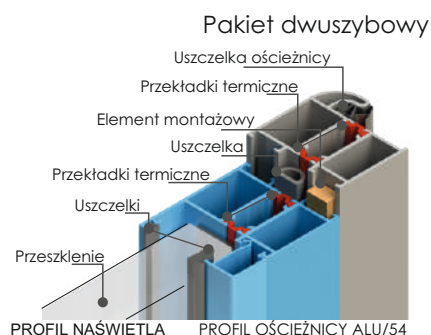 Pakiet dwuszybowy
Uszczelka ościeżnicy
Przekładki termiczne
Element montażowy
Uszczelka
Przekładki termiczne
Uszczelki
Przeszklenie
PROFIL NAŚWIETLA
PROFIL OŚCIEŻNICY ALU/54